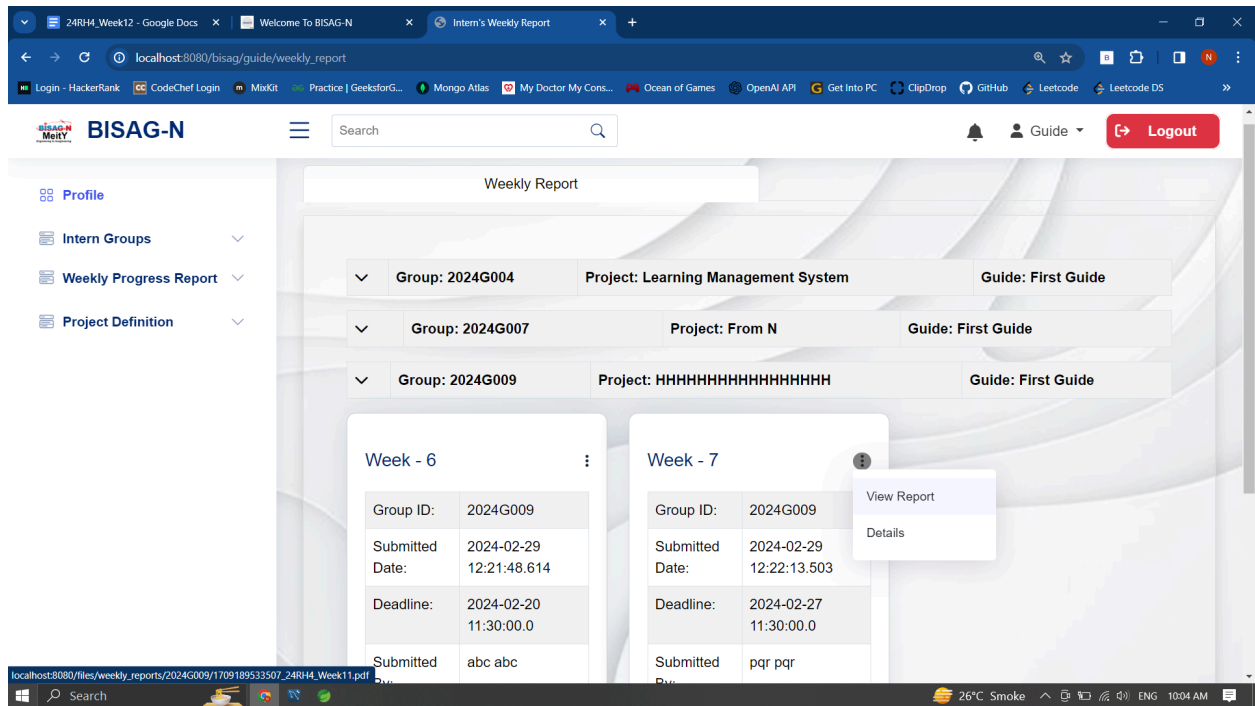 24RH4_Week12 - Google Docs
Welcome To BISAG-N
Intern's Weekly Report
localhost:8080/bisag/guide/weekly_report
Login - HackerRank
CodeChef Login
MixKit
Practice | GeeksforG...
Mongo Atlas
My Doctor My Cons...
Ocean of Games
OpenAI API
Get Into PC
ClipDrop
GitHub
Leetcode
Leetcode DS
BISAG-N
MeitY
BISAG-N
Search
Guide
Logout
Profile
Intern Groups
Weekly Progress Report
Project Definition
Weekly Report
Group: 2024G004 Project: Learning Management System Guide: First Guide
Group: 2024G007 Project: From N Guide: First Guide
Group: 2024G009 Project: HHHHHHHHHHHHHHHHH Guide: First Guide
Week - 6
Group ID: 2024G009
Submitted 2024-02-29
Date: 12:21:48.614
Deadline: 2024-02-20
11:30:00.0
Submitted abc abc
By:
Week - 7
Group ID: 2024G009
Submitted 2024-02-29
Date: 12:22:13.503
Deadline: 2024-02-27
11:30:00.0
Submitted pqr pqr
By:
View Report
Details
localhost:8080/files/weekly_reports/2024G009/1709189533507_24RH4_Week11.pdf
Search
26°C Smoke
ENG
10:04 AM